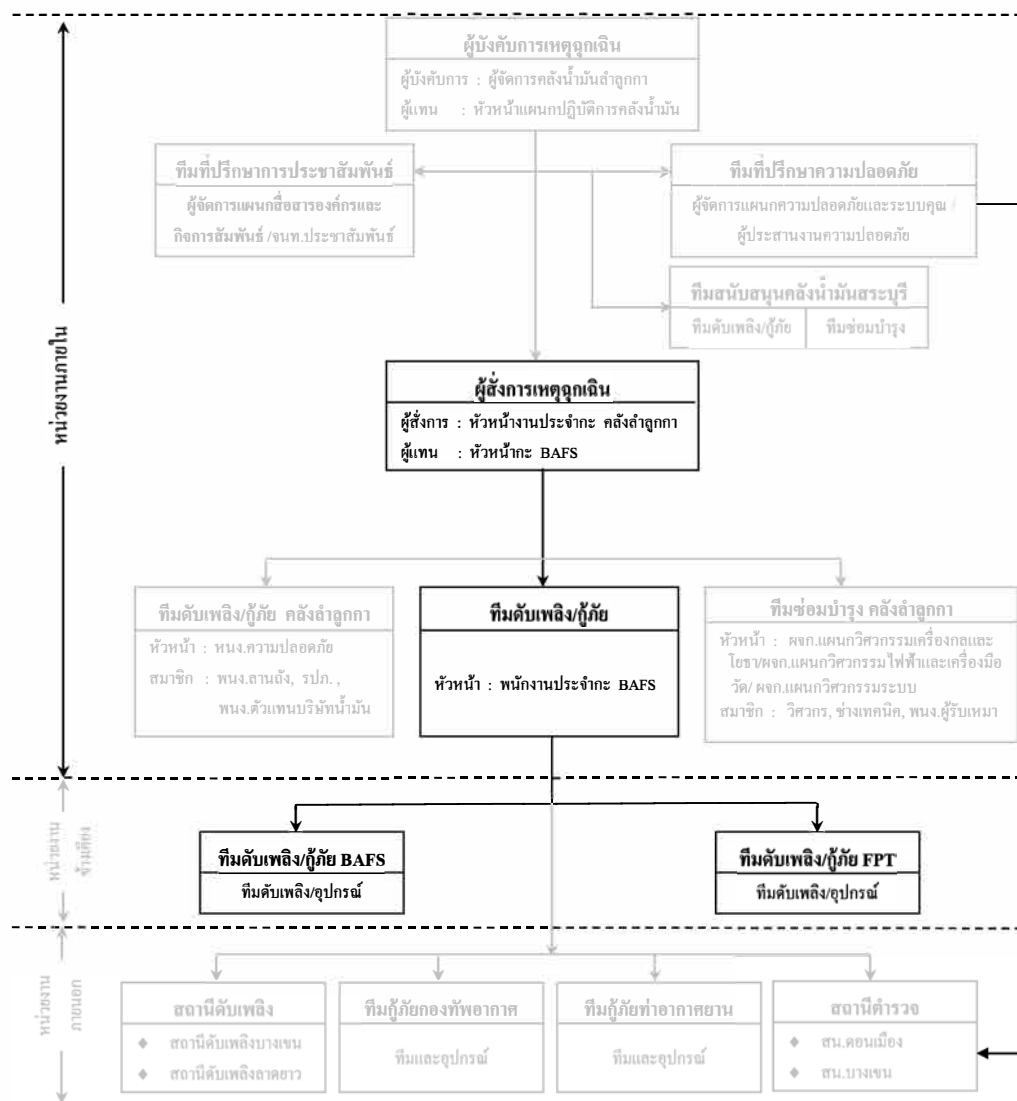 ผู้บังคับการเหตุฉุกเฉิน
ผู้บังคับการ : ผู้จัดการคลังน้ำมันลำลูกกา
ผู้แทน : หัวหน้าแผนกปฏิบัติการคลังน้ำมัน
ทีมที่ปรึกษาการประชาสัมพันธ์
ผู้จัดการแผนกสื่อสารองค์กรและ
กิจการสัมพันธ์ /จนท.ประชาสัมพันธ์
ทีมที่ปรึกษาความปลอดภัย
ผู้จัดการแผนกความปลอดภัยและระบบคุณ /
ผู้ประสานงานความปลอดภัย
ทีมสนับสนุนคลังน้ำมันสระบุรี
ทีมดับเพลิง/กู้ภัย ทีมซ่อมบำรุง
หน่วยงานภายใน
ผู้สั่งการเหตุฉุกเฉิน
ผู้สั่งการ : หัวหน้างานประจำกะ คลังลำลูกกา
ผู้แทน : หัวหน้ากะ BAFS
ทีมดับเพลิง/กู้ภัย คลังลำลูกกา
หัวหน้า : หนง.ความปลอดภัย
สมาชิก : พนง.ลานถัง, รปภ. ,
พนง.ตัวแทนบริษัทน้ำมัน
ทีมดับเพลิง/กู้ภัย
หัวหน้า : พนักงานประจำกะ BAFS
ทีมซ่อมบำรุง คลังลำลูกกา
หัวหน้า : ผจก.แผนกวิศวกรรมเครื่องกลและ
โยธา/ผจก.แผนกวิศวกรรมไฟฟ้าและเครื่องมือ
วัด/ ผจก.แผนกวิศวกรรมระบบ
สมาชิก : วิศวกร, ช่างเทคนิค, พนง.ผู้รับเหมา
หน่วยงาน
ข้างเคียง
ทีมดับเพลิง/กู้ภัย BAFS
ทีมดับเพลิง/อุปกรณ์
ทีมดับเพลิง/กู้ภัย FPT
ทีมดับเพลิง/อุปกรณ์
หน่วยงาน
ภายนอก
สถานีดับเพลิง
◆ สถานีดับเพลิงบางเขน
◆ สถานีดับเพลิงลาดยาว
ทีมกู้ภัยกองทัพอากาศ
ทีมและอุปกรณ์
ทีมกู้ภัยท่าอากาศยาน
ทีมและอุปกรณ์
สถานีตำรวจ
◆ สน.ดอนเมือง
◆ สน.บางเขน